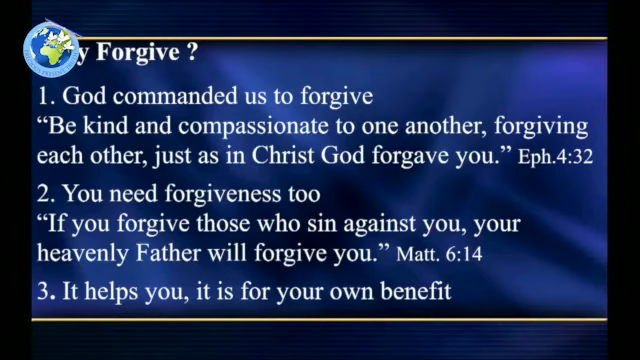 y Forgive ?
1. God commanded us to forgive
“Be kind and compassionate to one another, forgiving
each other, just as in Christ God forgave you.” Eph.4:32
2. You need forgiveness too
“If you forgive those who sin against you, your
heavenly Father will forgive you.” Matt. 6:14
3. It helps you, it is for your own benefit